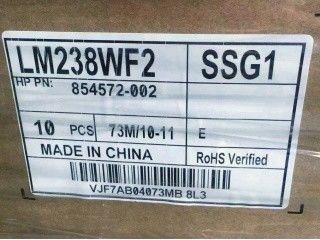 LM238WF2 SSG1
HP PN: 854572-002
10 PCS 73M/10-11 E
MADE IN CHINA RoHS Verified
VJF7AB04073MB 8L3